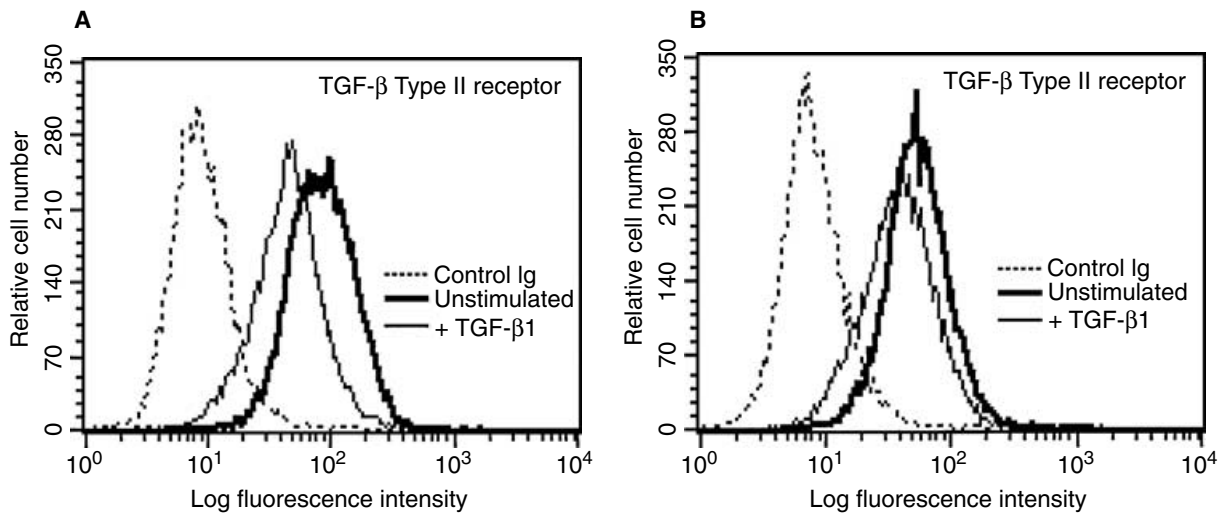 A
TGF-β Type II receptor
Relative cell number
350
280
210
140
70
0
Control Ig
Unstimulated
+ TGF-β1
10⁰ 10¹ 10² 10³ 10⁴
Log fluorescence intensity
B
TGF-β Type II receptor
Relative cell number
350
280
210
140
70
0
Control Ig
Unstimulated
+ TGF-β1
10⁰ 10¹ 10² 10³ 10⁴
Log fluorescence intensity